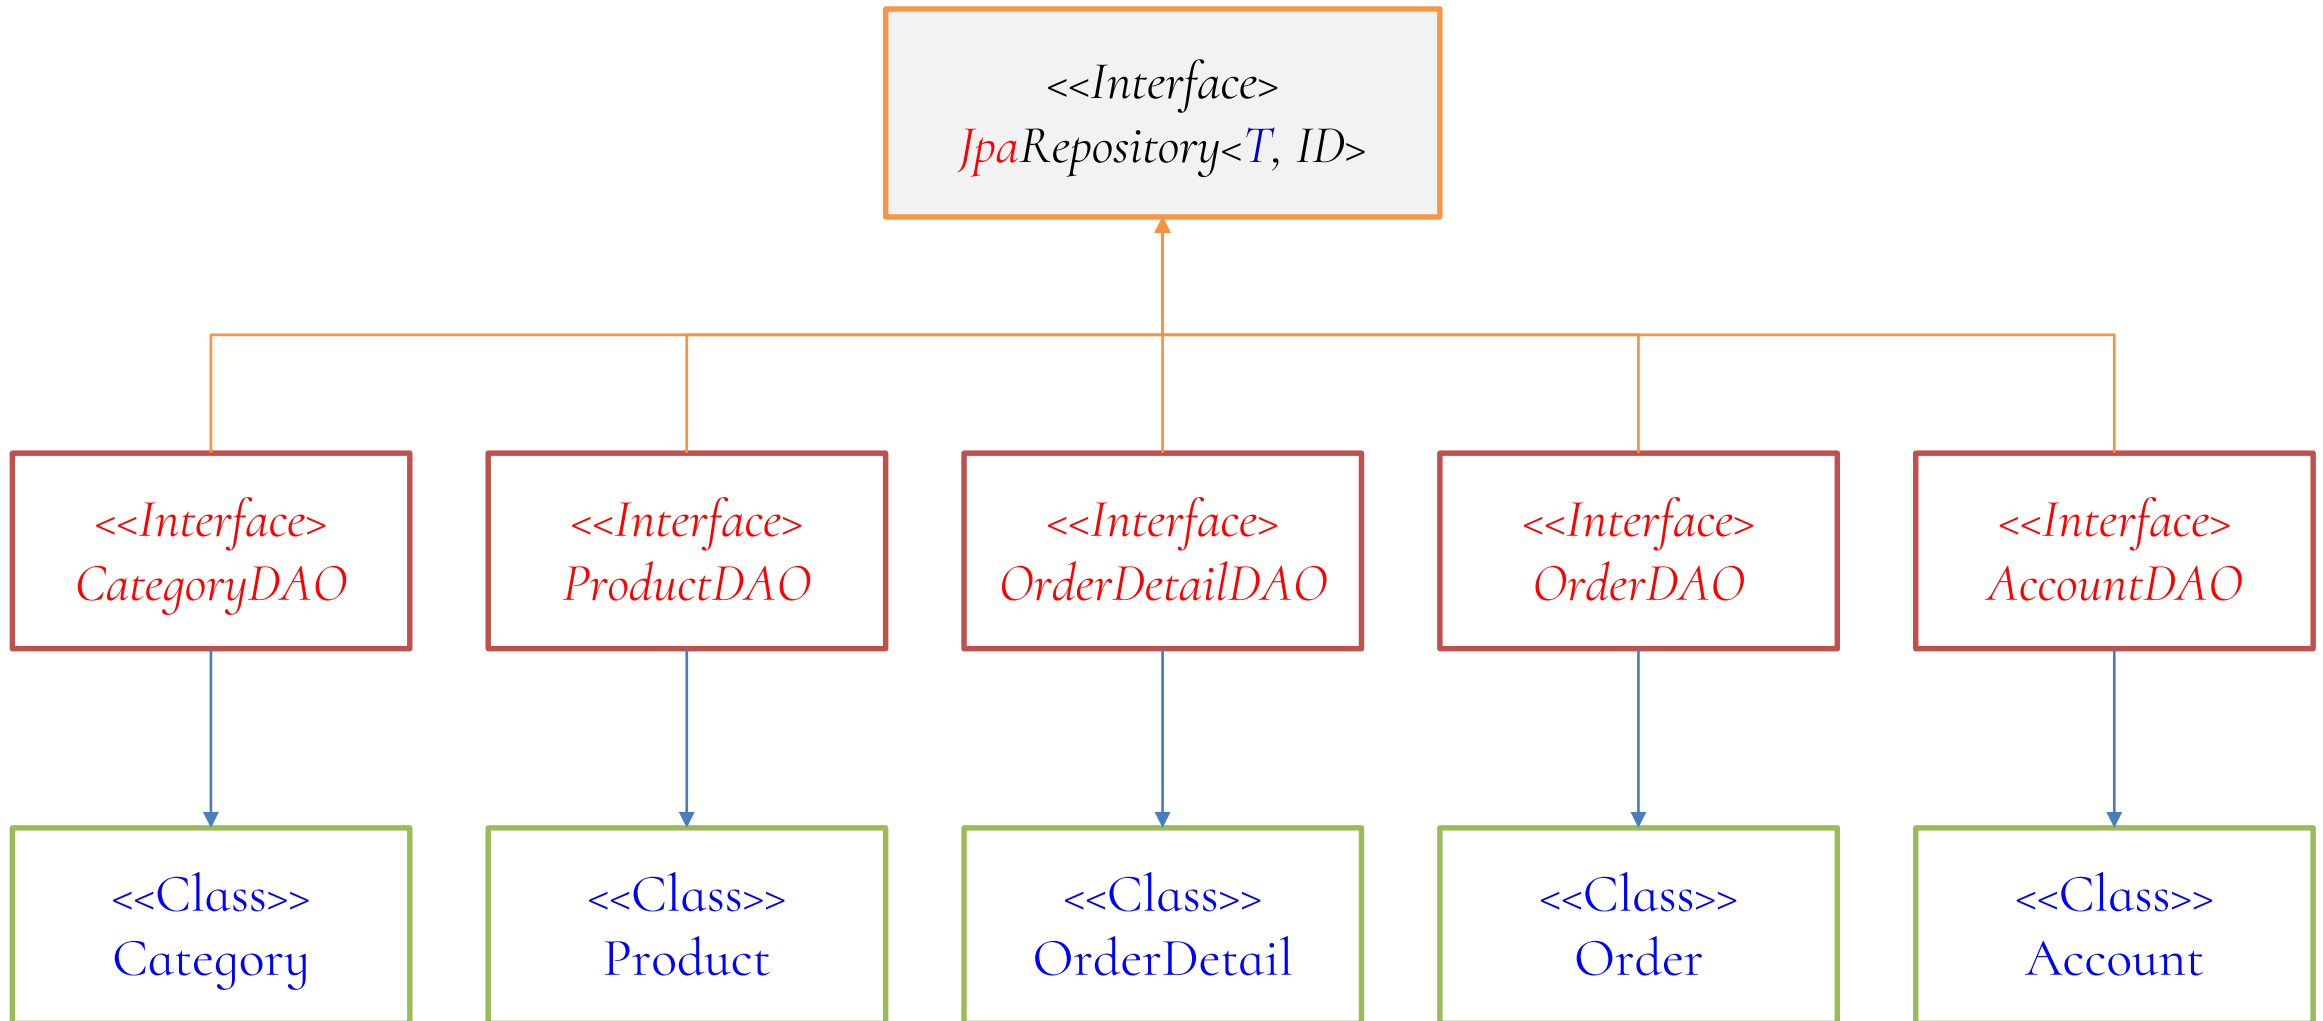 <<Interface>
JpaRepository<T, ID>
<<Interface>
CategoryDAO
<<Interface>
ProductDAO
<<Interface>
OrderDetailDAO
<<Interface>
OrderDAO
<<Interface>
AccountDAO
<<Class>>
Category
<<Class>>
Product
<<Class>>
OrderDetail
<<Class>>
Order
<<Class>>
Account